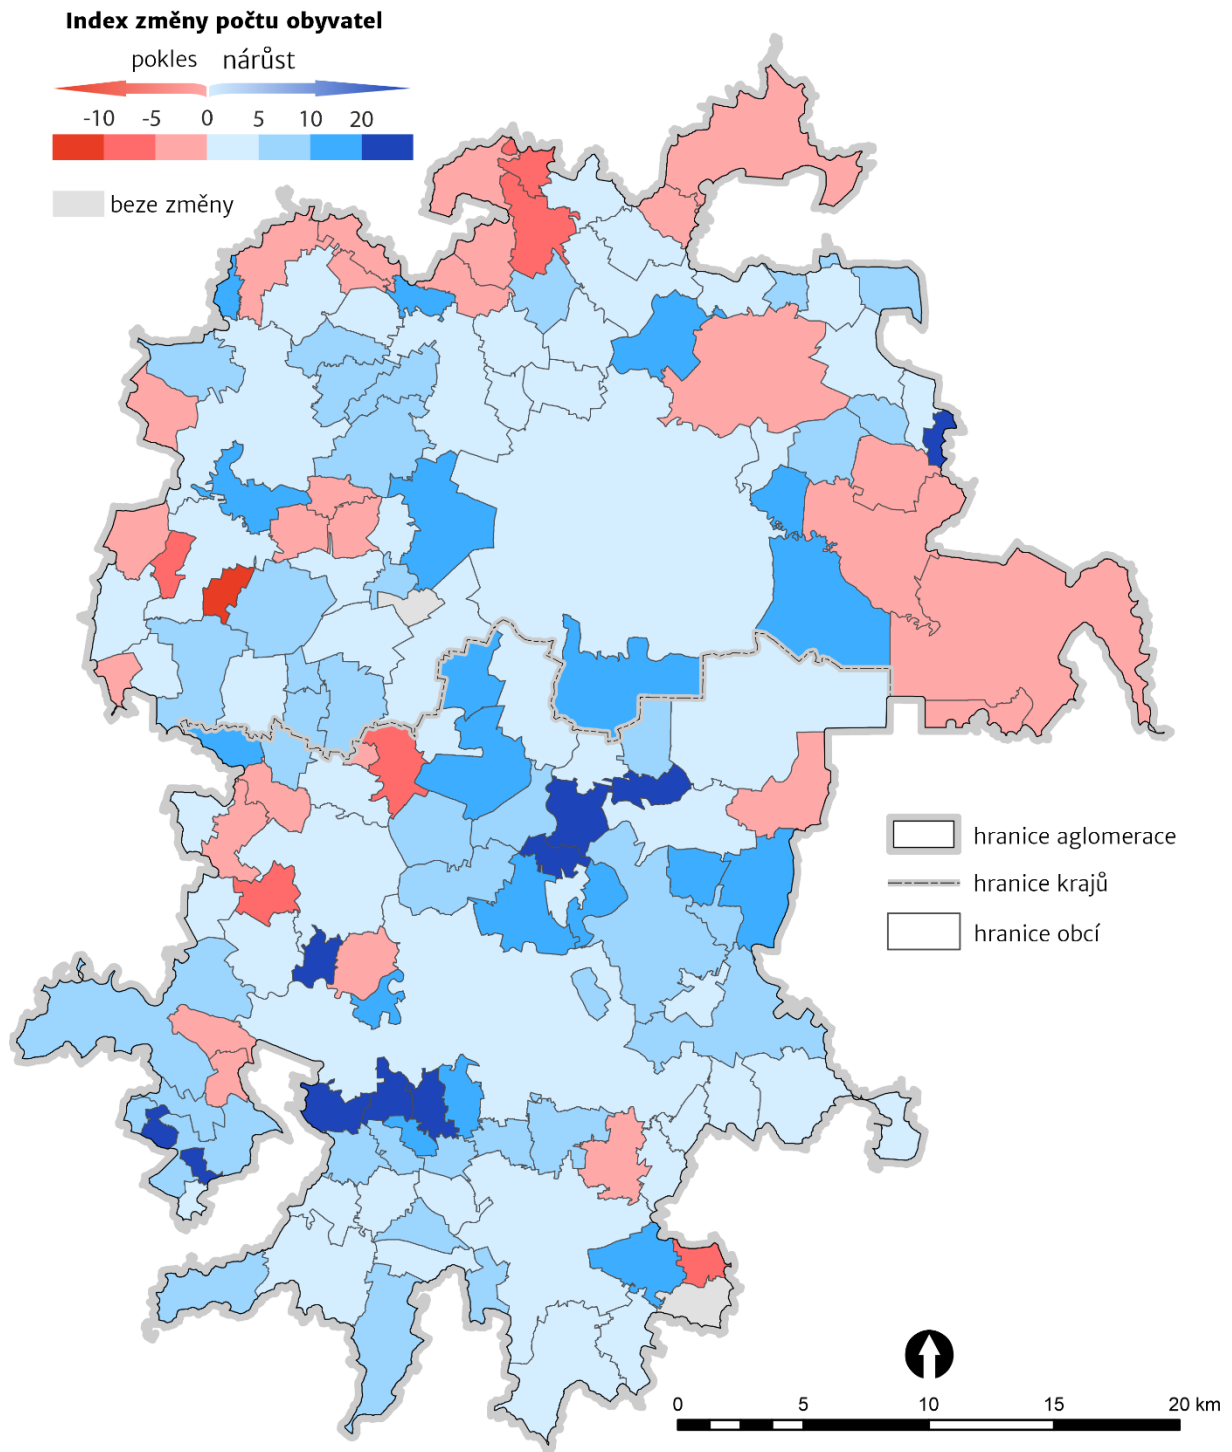 Index změny počtu obyvatel
pokles nárůst
-10 -5 0 5 10 20
beze změny
hranice aglomerace
hranice krajů
hranice obcí
0 5 10 15 20 km